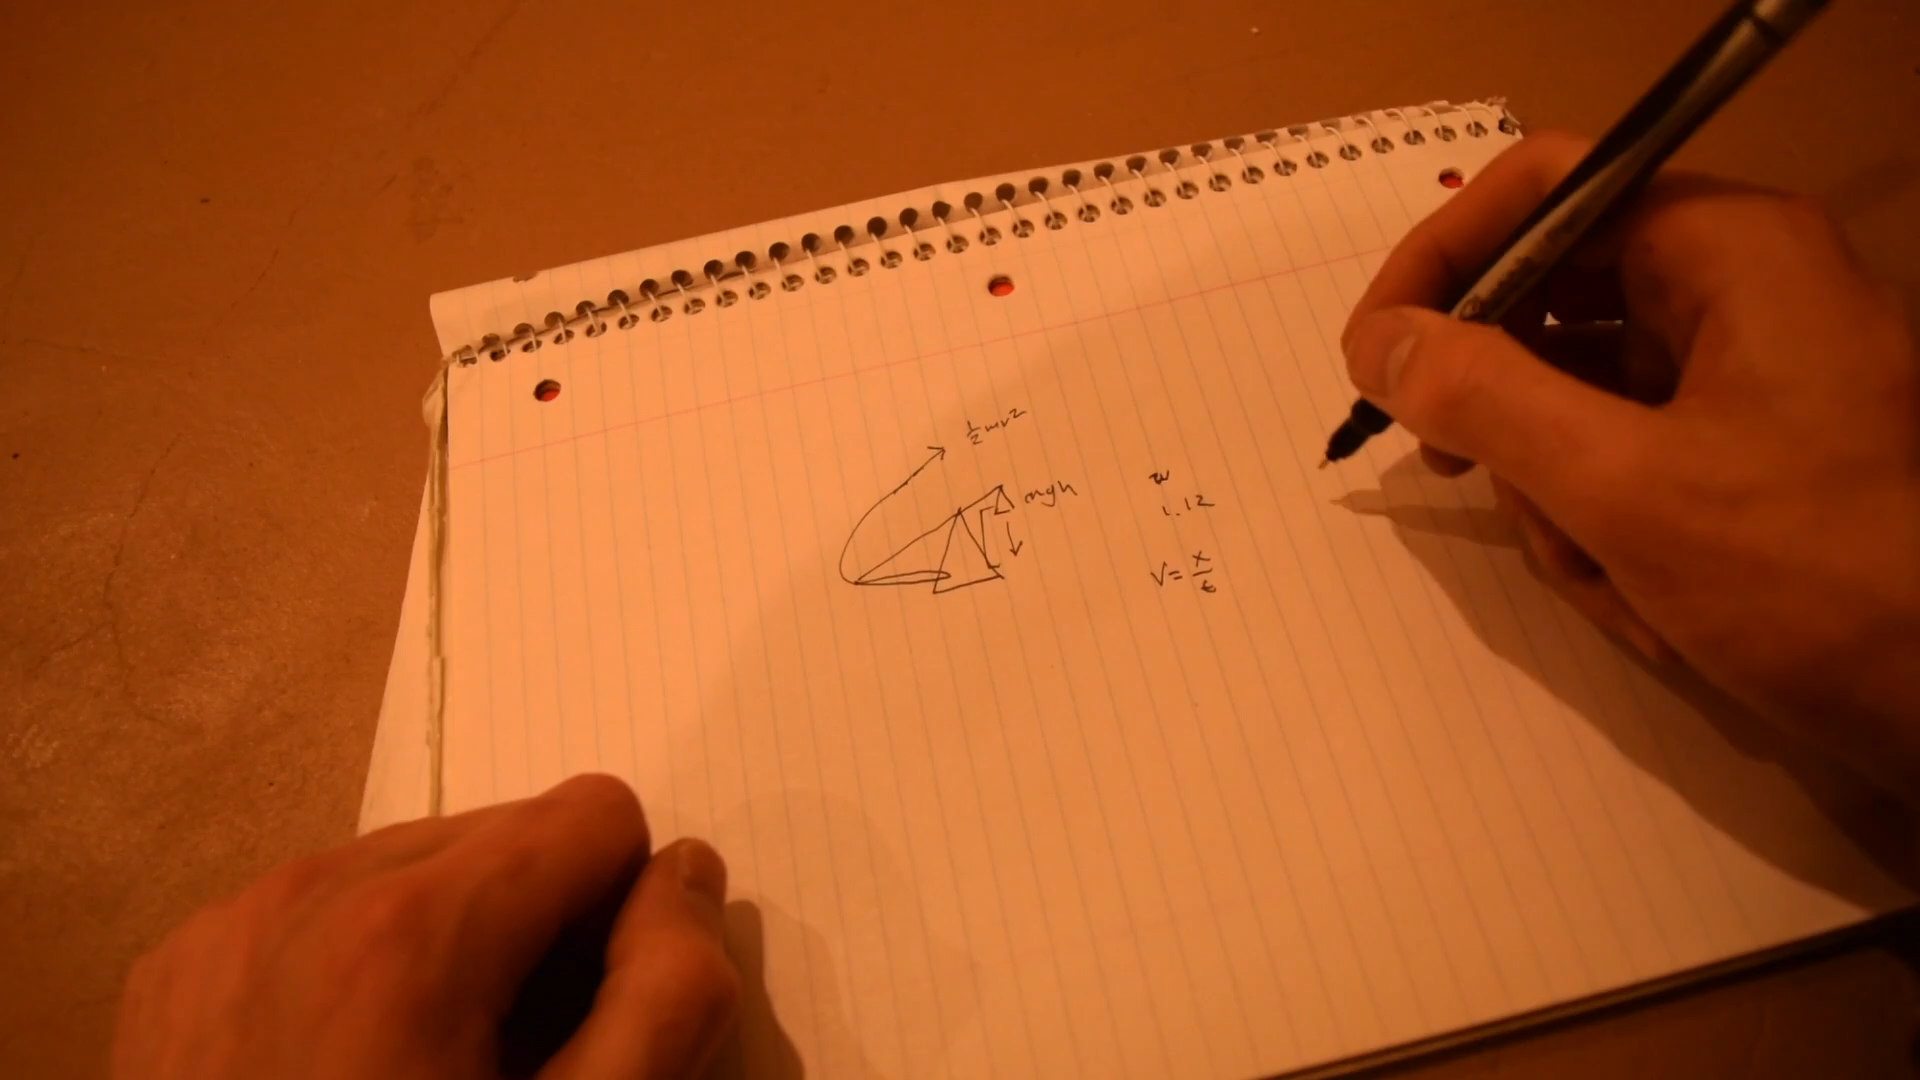 ½mv²
mgh
w
1.12
V = x/t